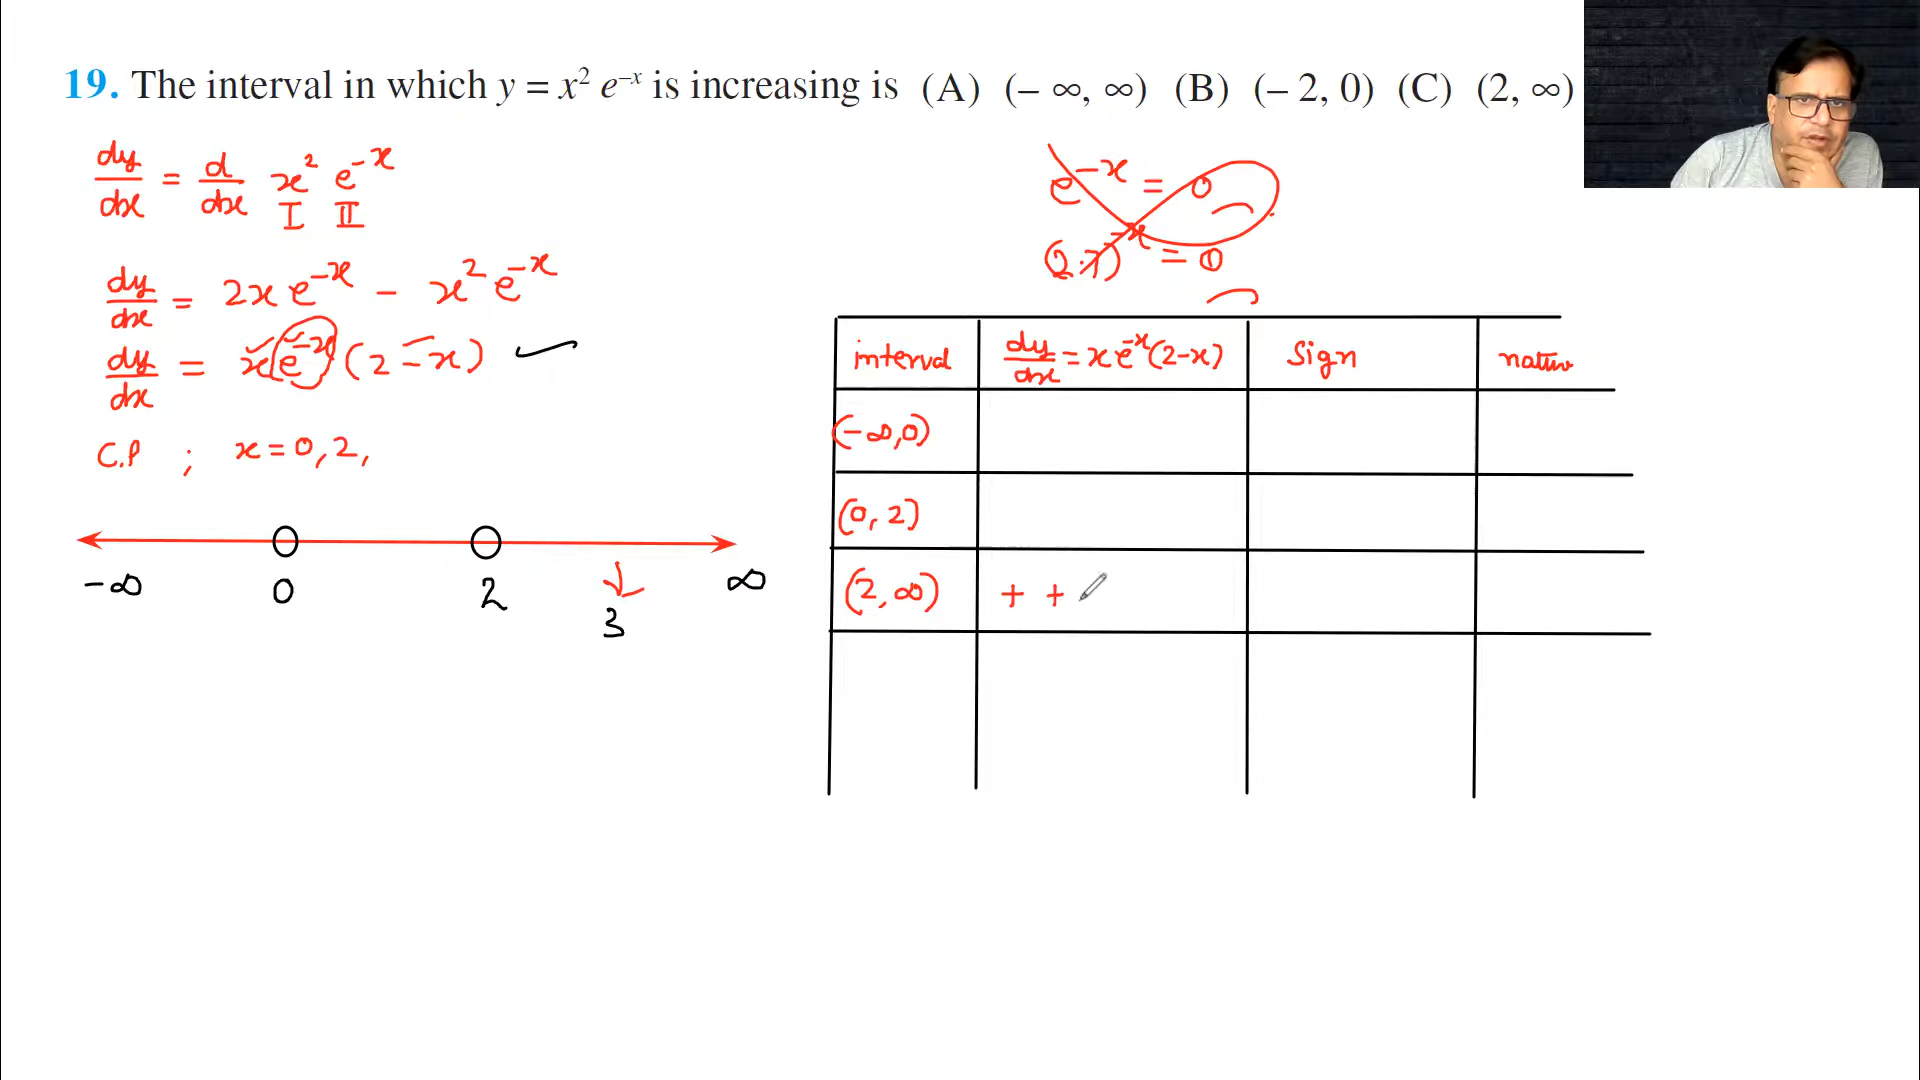 19. The interval in which y = x² e⁻ˣ is increasing is (A) (– ∞, ∞) (B) (– 2, 0) (C) (2, ∞)
dy/dx = d/dx x² e⁻ˣ
I II
dy/dx = 2x e⁻ˣ - x² e⁻ˣ
dy/dx = x e⁻ˣ (2-x)
C.P ; x = 0, 2,
-∞ 0 2 3 ∞
e⁻ˣ = 0
(2.7)⁻ˣ = 0
interval dy/dx = x e⁻ˣ(2-x) Sign
(-∞,0)
(0, 2)
(2, ∞) + +